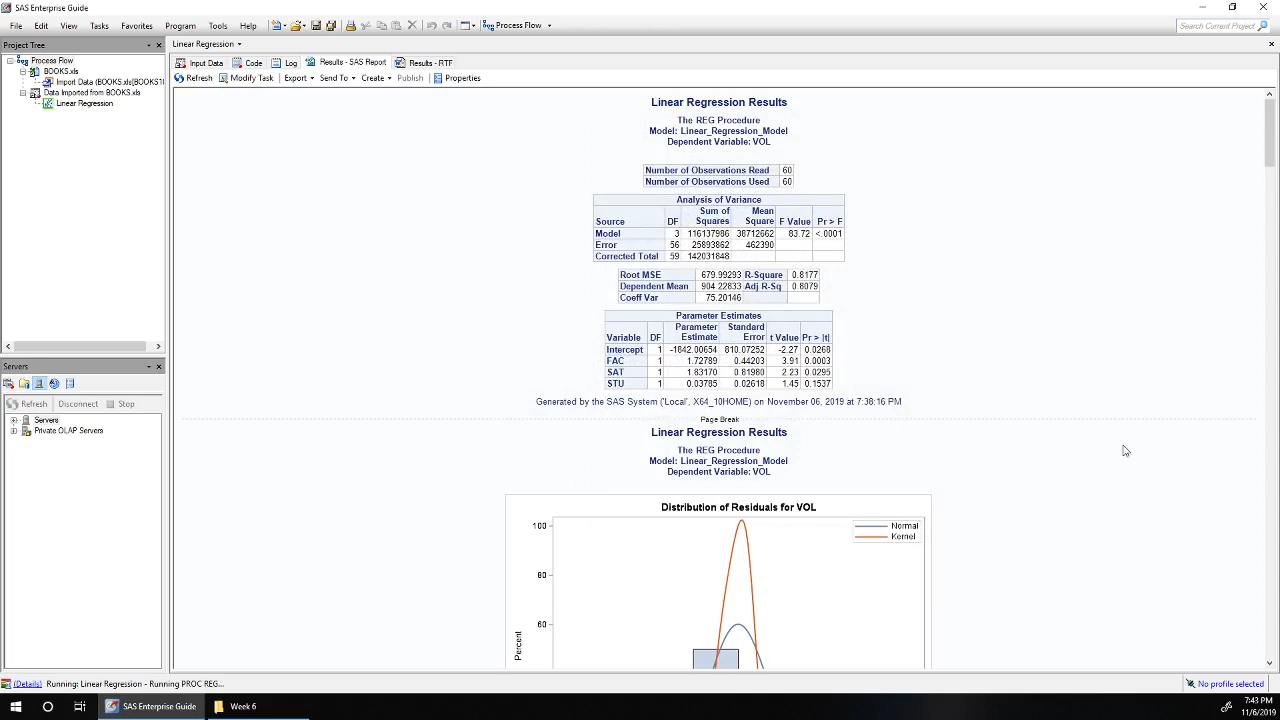 SAS Enterprise Guide
File Edit View Tasks Favorites Program Tools Help Process Flow Search Current Project
Project Tree
Process Flow
BOOKS.xls
Import Data (BOOKS.xls[BOOKS1
Data Imported from BOOKS.xls
Linear Regression
Servers
Refresh Disconnect Stop
Servers
Private OLAP Servers
Linear Regression
Input Data Code Log Results - SAS Report Results - RTF
Refresh Modify Task Export Send To Create Publish Properties
Linear Regression Results
The REG Procedure
Model: Linear_Regression_Model
Dependent Variable: VOL
Number of Observations Read 60
Number of Observations Used 60
Analysis of Variance
Source DF Sum of Squares Mean Square F Value Pr > F
Model 3 116137986 38712662 83.72 <.0001
Error 56 25893862 462390
Corrected Total 59 142031848
Root MSE 679.99293 R-Square 0.8177
Dependent Mean 904.22833 Adj R-Sq 0.8079
Coeff Var 75.20146
Parameter Estimates
Variable DF Parameter Estimate Standard Error t Value Pr > |t|
Intercept 1 -1842.00654 810.07252 -2.27 0.0268
FAC 1 1.72789 0.44203 3.91 0.0003
SAT 1 1.83170 0.81980 2.23 0.0295
STU 1 0.03785 0.02618 1.45 0.1537
Generated by the SAS System ('Local', X64_10HOME) on November 06, 2019 at 7:38:16 PM
Page Break
Linear Regression Results
The REG Procedure
Model: Linear_Regression_Model
Dependent Variable: VOL
Distribution of Residuals for VOL
100
80
60
Percent
Normal
Kernel
(Details) Running: Linear Regression - Running PROC REG...
No profile selected
SAS Enterprise Guide
Week 6
7:43 PM
11/6/2019